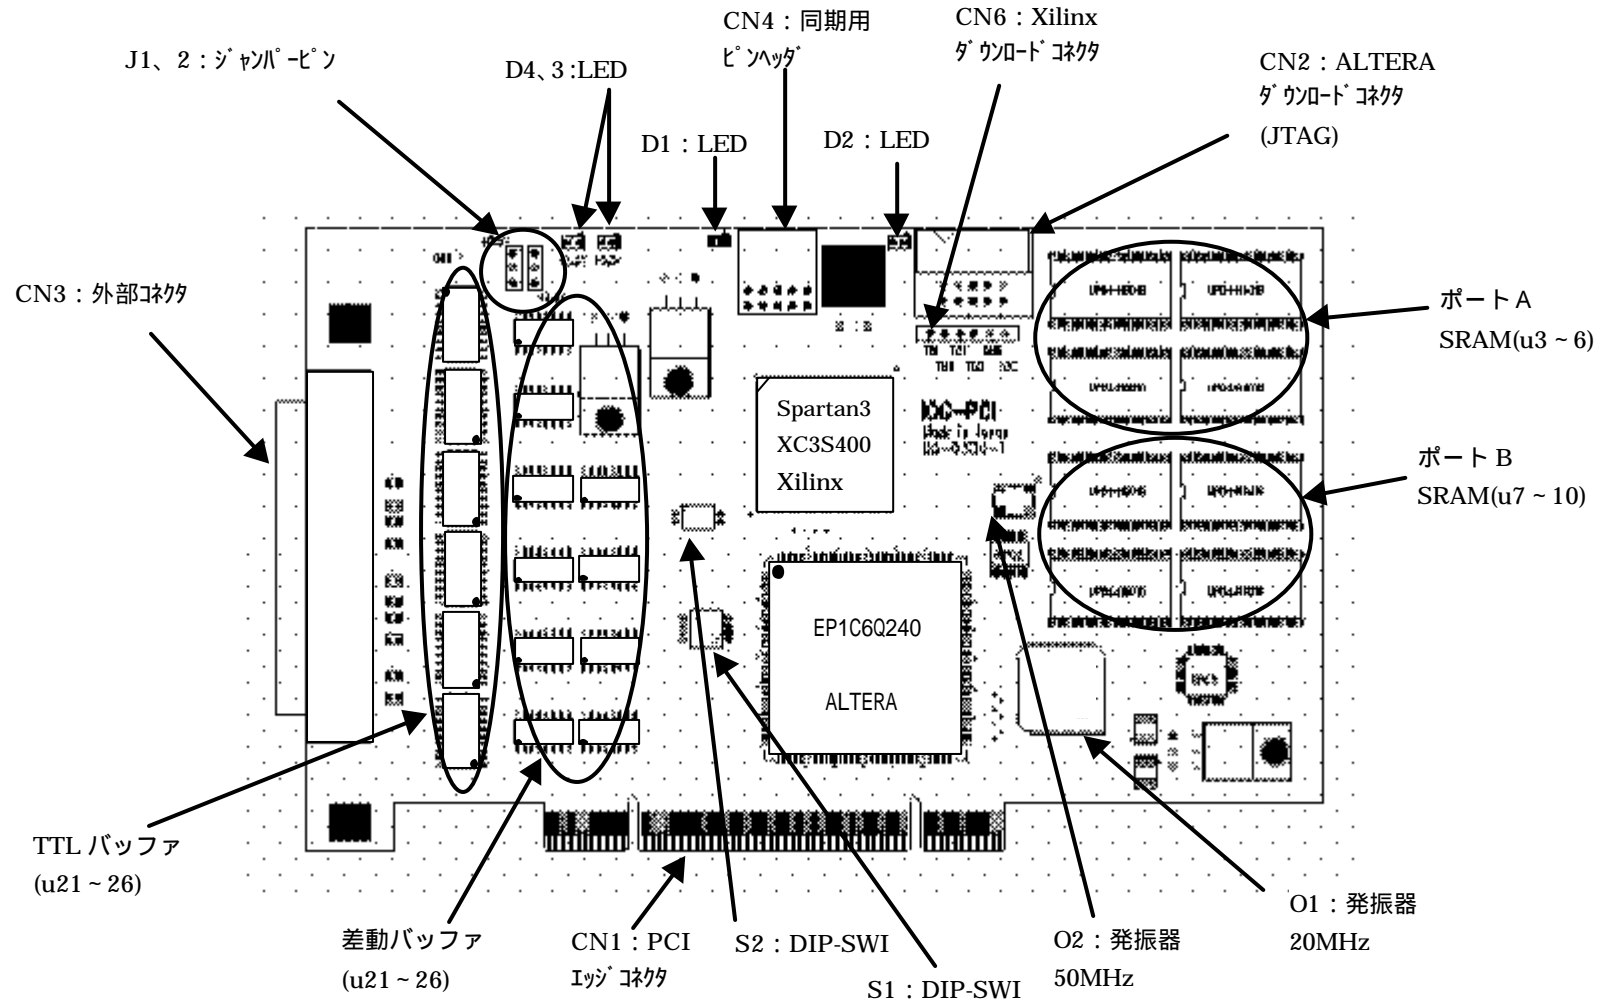 CN4：同期用
ﾋﾟﾝﾍｯﾀﾞ
CN6：Xilinx
ﾀﾞｳﾝﾛｰﾄﾞｺﾈｸﾀ
J1、2：ｼﾞｬﾝﾊﾟｰﾋﾟﾝ
D4、3:LED
CN2：ALTERA
ﾀﾞｳﾝﾛｰﾄﾞｺﾈｸﾀ
(JTAG)
D1：LED
D2：LED
CN3：外部ｺﾈｸﾀ
ポートA
SRAM(u3～6)
Spartan3
XC3S400
Xilinx
Made in Japan
ポートB
SRAM(u7～10)
EP1C6Q240
ALTERA
TTLバッファ
(u21～26)
差動バッファ
(u21～26)
CN1：PCI
ｴｯｼﾞｺﾈｸﾀ
S2：DIP-SWI
S1：DIP-SWI
O2：発振器
50MHz
O1：発振器
20MHz